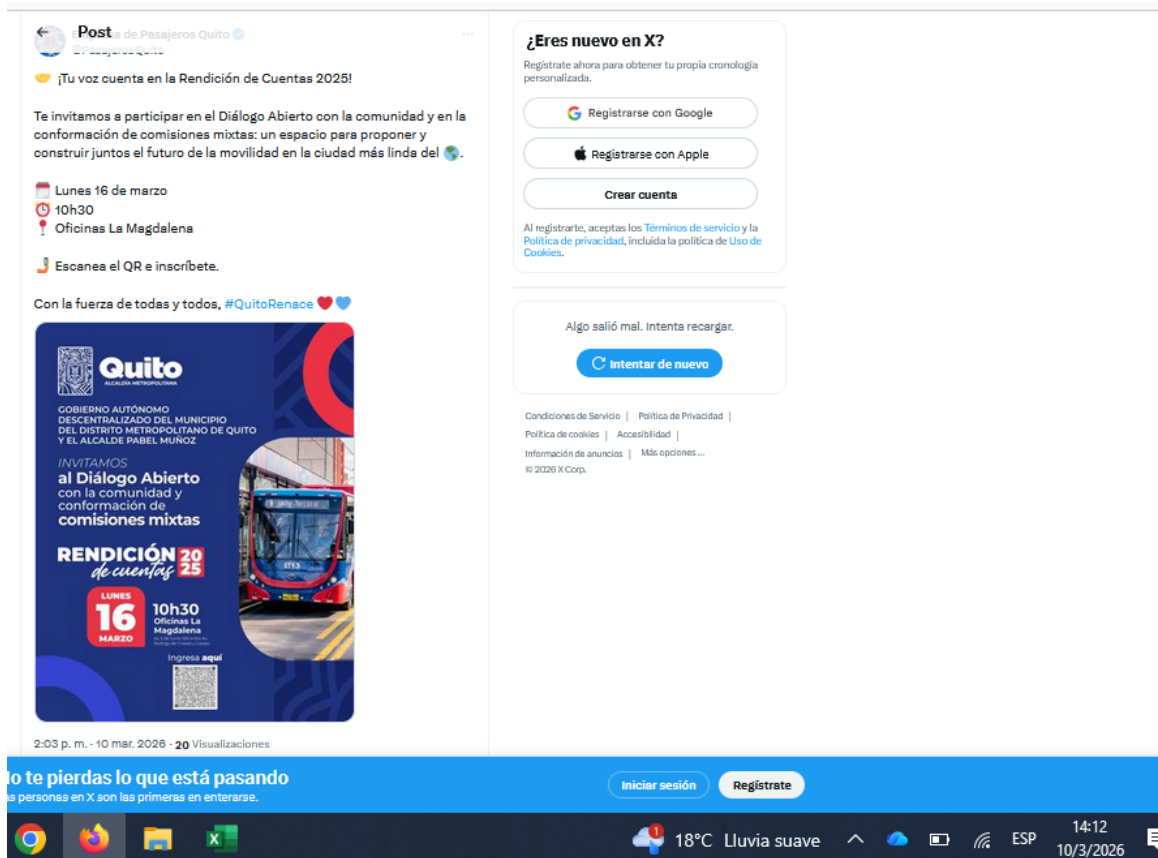 Post
de Pasajeros Quito
@PasajerosQuito
¡Tu voz cuenta en la Rendición de Cuentas 2025!
Te invitamos a participar en el Diálogo Abierto con la comunidad y en la
conformación de comisiones mixtas: un espacio para proponer y
construir juntos el futuro de la movilidad en la ciudad más linda del 🌎.
Lunes 16 de marzo
10h30
Oficinas La Magdalena
Escanea el QR e inscríbete.
Con la fuerza de todas y todos, #QuitoRenace
Quito
ALCALDÍA METROPOLITANA
GOBIERNO AUTÓNOMO
DESCENTRALIZADO DEL MUNICIPIO
DEL DISTRITO METROPOLITANO DE QUITO
Y EL ALCALDE PABEL MUÑOZ
INVITAMOS
al Diálogo Abierto
con la comunidad y
conformación de
comisiones mixtas
RENDICIÓN 2025
de cuentas
LUNES
16
MARZO
10h30
Oficinas La
Magdalena
Ingresa aquí
2:03 p. m. · 10 mar. 2026 · 20 Visualizaciones
¿Eres nuevo en X?
Regístrate ahora para obtener tu propia cronología
personalizada.
Registrarse con Google
Registrarse con Apple
Crear cuenta
Al registrarte, aceptas los Términos de servicio y la
Política de privacidad, incluida la política de Uso de
Cookies.
Algo salió mal. Intenta recargar.
Intentar de nuevo
Condiciones de Servicio | Política de Privacidad |
Política de cookies | Accesibilidad |
Información de anuncios | Más opciones...
© 2026 X Corp.
lo te pierdas lo que está pasando
as personas en X son las primeras en enterarse.
Iniciar sesión
Regístrate
1
18°C Lluvia suave
ESP
14:12
10/3/2026